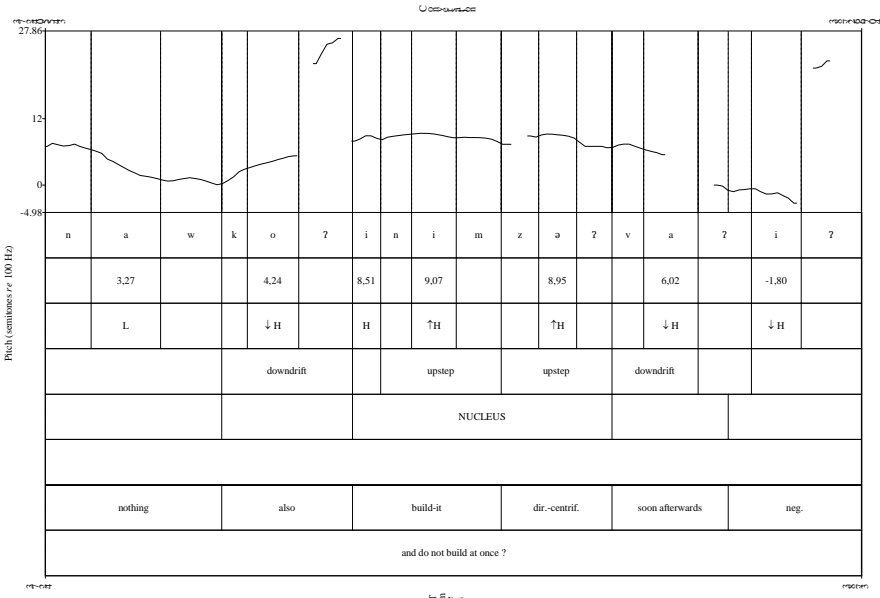 27.86
12
0
-4.98
Pitch (semitones re 100 Hz)
n a w k o ʔ i n i m z ə ʔ v a ʔ i ʔ
3,27 4,24 8,51 9,07 8,95 6,02 -1,80
L ↓H H ↑H ↑H ↓H ↓H
downdrift upstep upstep downdrift
NUCLEUS
nothing also build-it dir.-centrif. soon afterwards neg.
and do not build at once ?